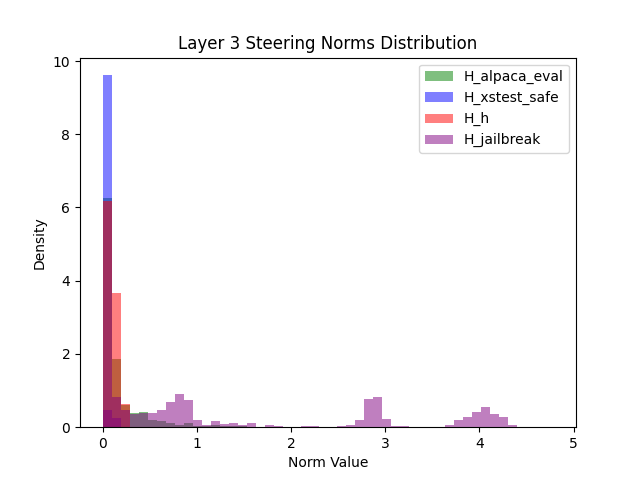 Layer 3 Steering Norms Distribution
H_alpaca_eval
H_xstest_safe
H_h
H_jailbreak
10
8
6
4
2
0
Density
0 1 2 3 4 5
Norm Value